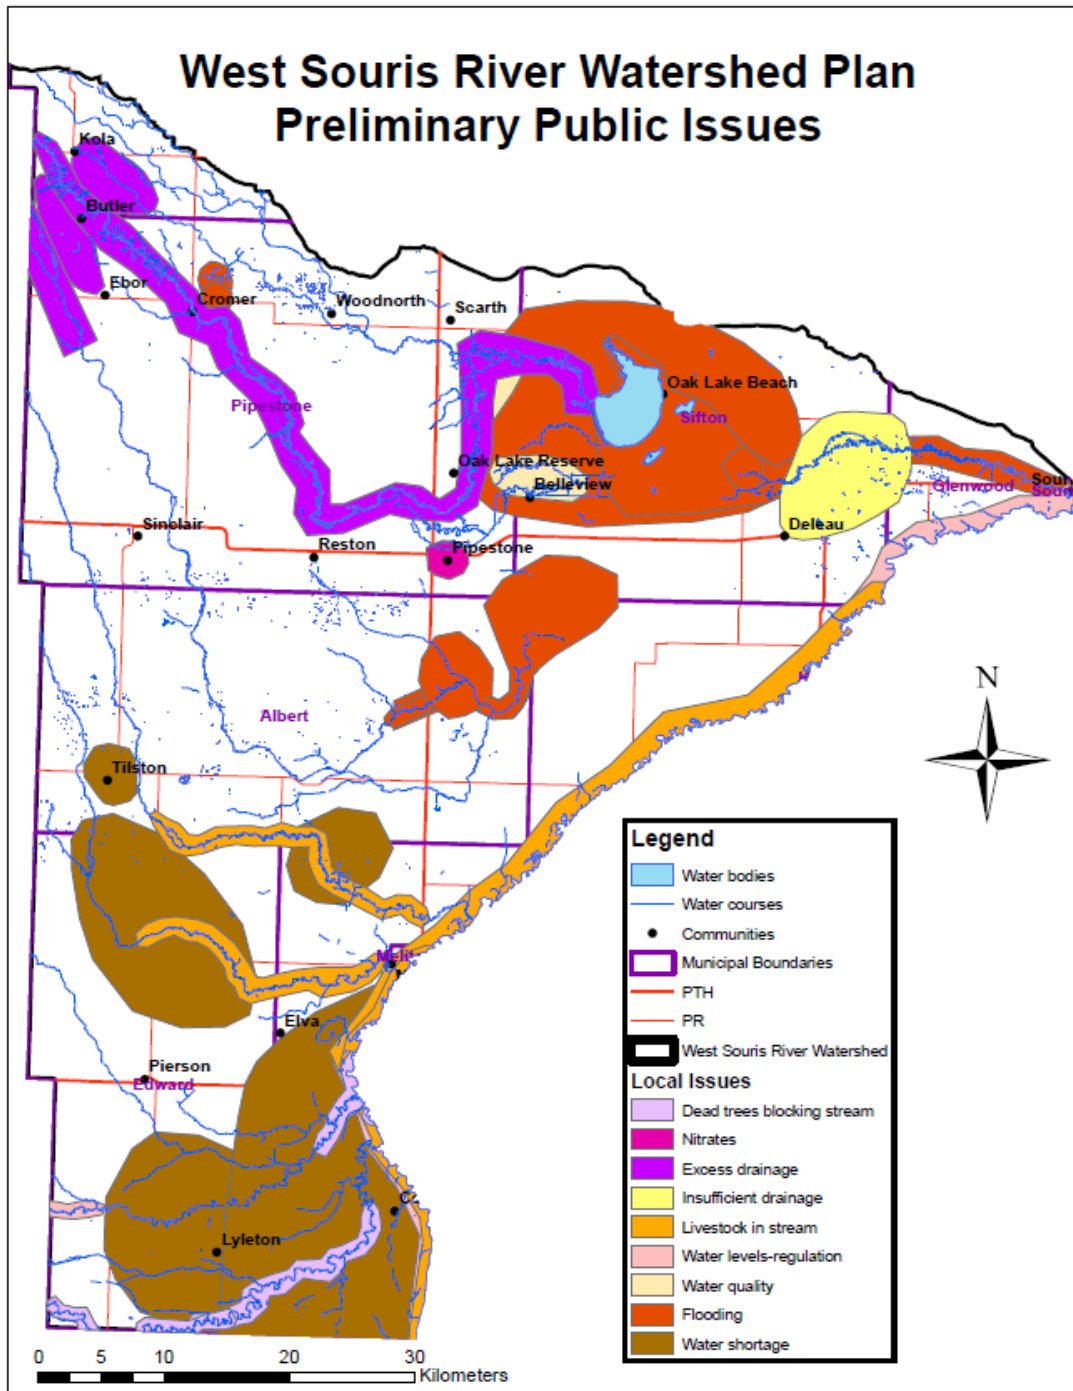 West Souris River Watershed Plan
Preliminary Public Issues
Kola
Butler
Ebor
Cromer
Woodnorth
Scarth
Oak Lake Beach
Pipestone
Sifton
Oak Lake Reserve
Belleview
Glenwood
Sour
Sour
Sinclair
Deleau
Reston
Pipestone
Albert
N
Tilston
Legend
Water bodies
Water courses
Communities
Municipal Boundaries
PTH
PR
West Souris River Watershed
Local Issues
Dead trees blocking stream
Nitrates
Excess drainage
Insufficient drainage
Livestock in stream
Water levels-regulation
Water quality
Flooding
Water shortage
Elva
Pierson
Edward
Lyleton
0 5 10 20 30
Kilometers